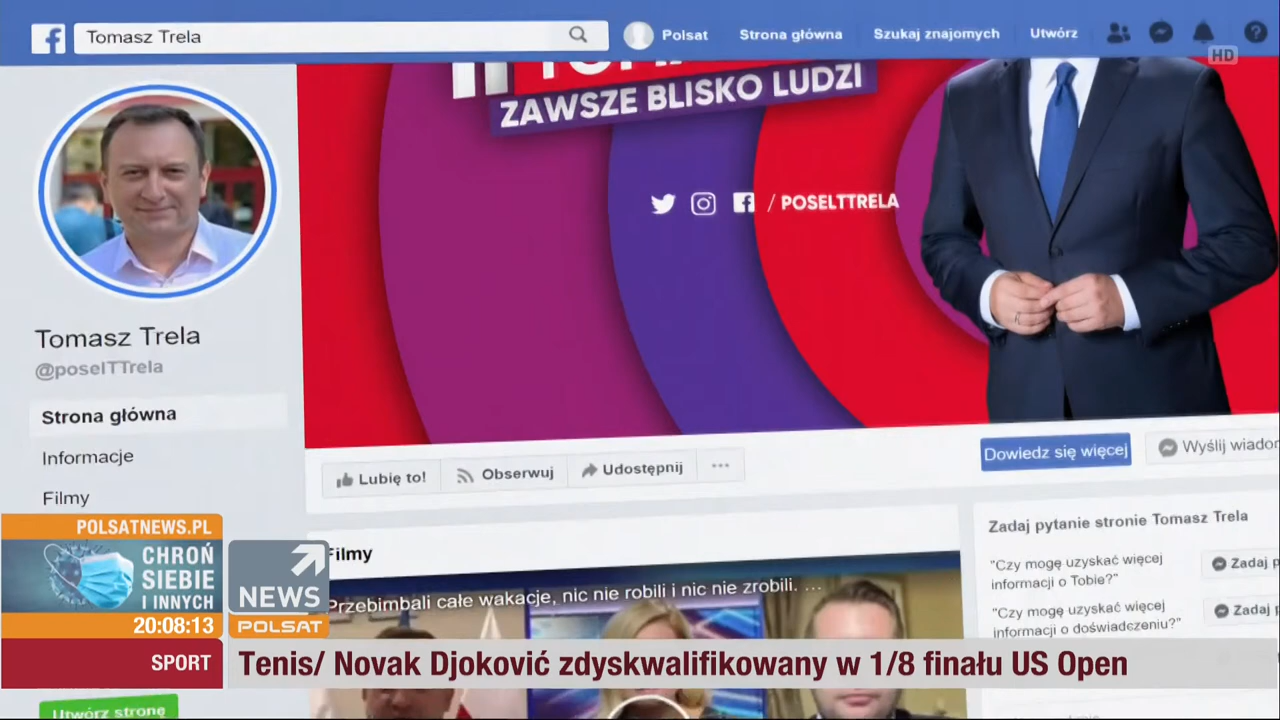 Tomasz Trela
Polsat
Strona główna
Szukaj znajomych
Utwórz
HD
ZAWSZE BLISKO LUDZI
/ POSELTTRELA
Tomasz Trela
@poselTTrela
Strona główna
Informacje
Filmy
Lubię to!
Obserwuj
Udostępnij
...
Dowiedz się więcej
Zadaj pytanie stronie Tomasz Trela
"Czy mogę uzyskać więcej
informacji o Tobie?"
"Czy mogę uzyskać więcej
informacji o doświadczeniu?"
Filmy
Przebimbali całe wakacje, nic nie robili i nic nie zrobili. ...
POLSATNEWS.PL
CHROŃ
SIEBIE
I INNYCH
20:08:13
NEWS
POLSAT
SPORT
Tenis/ Novak Djoković zdyskwalifikowany w 1/8 finału US Open
Utwórz stronę